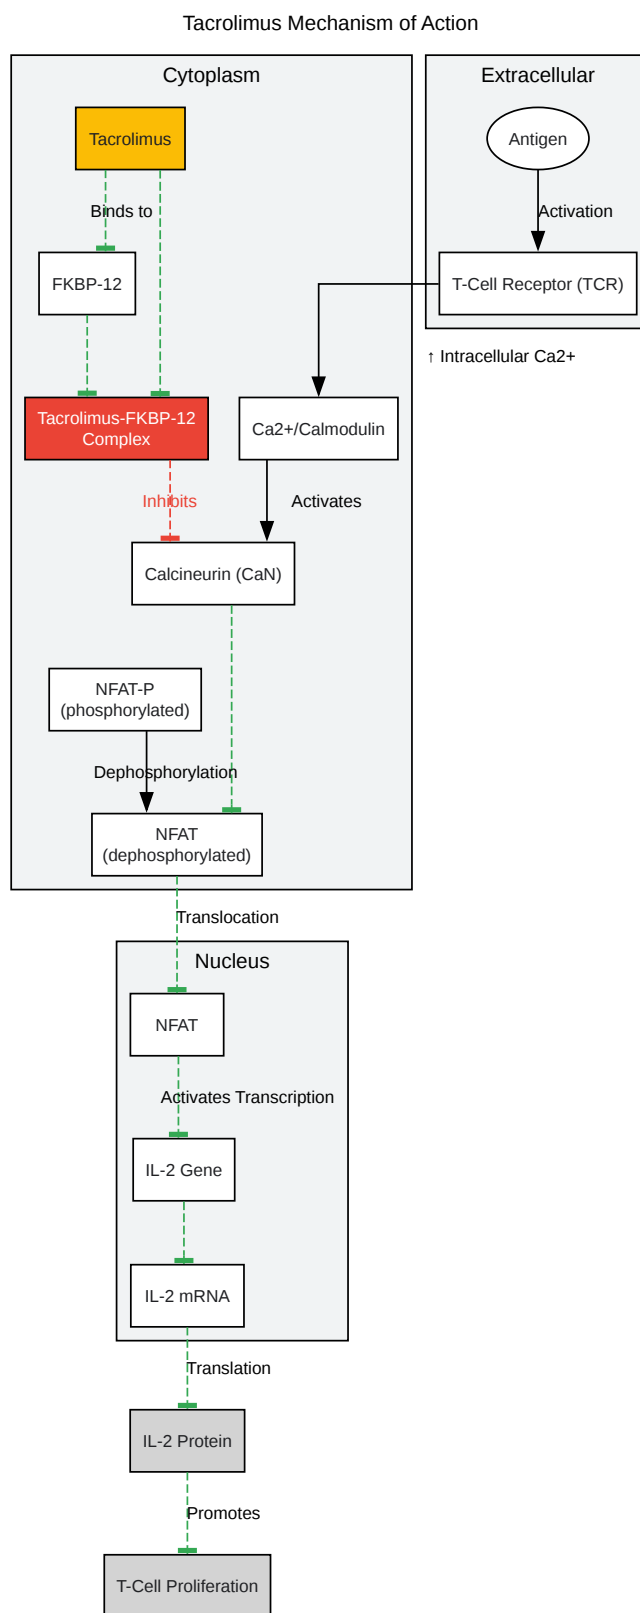 Tacrolimus Mechanism of Action
Cytoplasm
Extracellular
Tacrolimus
Antigen
Binds to
Activation
FKBP-12
T-Cell Receptor (TCR)
↑ Intracellular Ca2+
Tacrolimus-FKBP-12
Complex
Ca2+/Calmodulin
Inhibits
Activates
Calcineurin (CaN)
NFAT-P
(phosphorylated)
Dephosphorylation
NFAT
(dephosphorylated)
Translocation
Nucleus
NFAT
Activates Transcription
IL-2 Gene
IL-2 mRNA
Translation
IL-2 Protein
Promotes
T-Cell Proliferation